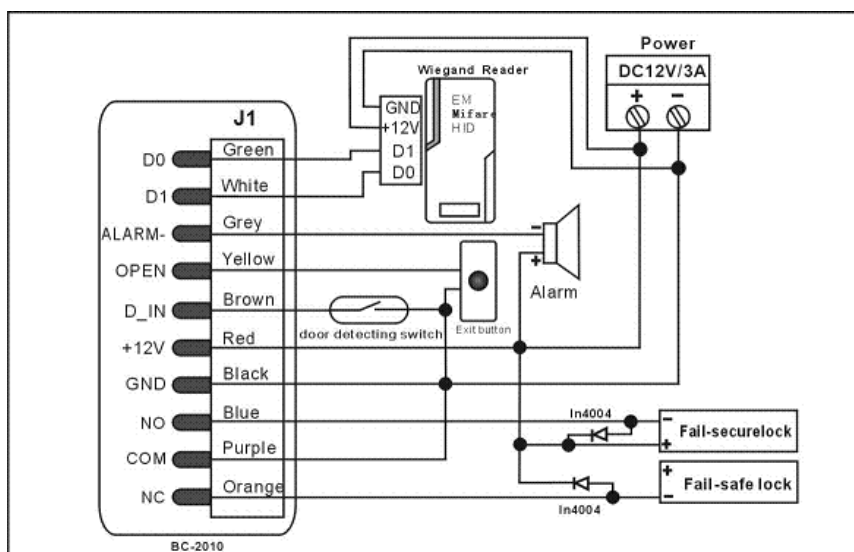 Power
DC12V/3A
+ −
Wiegand Reader
GND
+12V
D1
D0
EM
Mifare
HID
J1
D0 Green
D1 White
ALARM- Grey
OPEN Yellow
D_IN Brown
+12V Red
GND Black
NO Blue
COM Purple
NC Orange
BC-2010
−
+
Alarm
Exit button
door detecting switch
In4004
−
+
Fail-securelock
+
−
Fail-safe lock
In4004